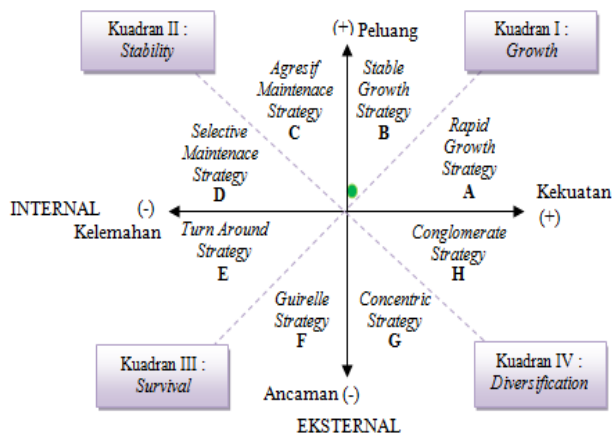 Kuadran II :
Stability
(+) Peluang
Kuadran I :
Growth
Agresif
Maintenace
Strategy
C
Stable
Growth
Strategy
B
Selective
Maintenace
Strategy
D
Rapid
Growth
Strategy
A
INTERNAL (-)
Kelemahan
Kekuatan
(+)
Turn Around
Strategy
E
Conglomerate
Strategy
H
Guirelle
Strategy
F
Concentric
Strategy
G
Kuadran III :
Survival
Kuadran IV :
Diversification
Ancaman (-)
EKSTERNAL